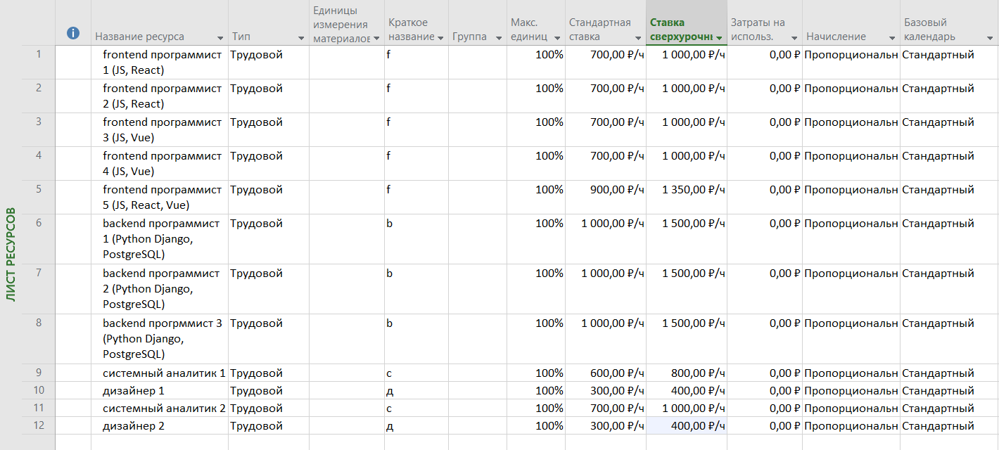 ЛИСТ РЕСУРСОВ
Название ресурса Тип Единицы измерения материалов Краткое название Группа Макс. единиц Стандартная ставка Ставка сверхурочн Затраты на использ. Начисление Базовый календарь
1 frontend программист Трудовой f 100% 700,00 ₽/ч 1 000,00 ₽/ч 0,00 ₽ Пропорциональн Стандартный
1 (JS, React)
2 frontend программист Трудовой f 100% 700,00 ₽/ч 1 000,00 ₽/ч 0,00 ₽ Пропорциональн Стандартный
2 (JS, React)
3 frontend программист Трудовой f 100% 700,00 ₽/ч 1 000,00 ₽/ч 0,00 ₽ Пропорциональн Стандартный
3 (JS, Vue)
4 frontend программист Трудовой f 100% 700,00 ₽/ч 1 000,00 ₽/ч 0,00 ₽ Пропорциональн Стандартный
4 (JS, Vue)
5 frontend программист Трудовой f 100% 900,00 ₽/ч 1 350,00 ₽/ч 0,00 ₽ Пропорциональн Стандартный
5 (JS, React, Vue)
6 backend программист Трудовой b 100% 1 000,00 ₽/ч 1 500,00 ₽/ч 0,00 ₽ Пропорциональн Стандартный
1 (Python Django,
PostgreSQL)
7 backend программист Трудовой b 100% 1 000,00 ₽/ч 1 500,00 ₽/ч 0,00 ₽ Пропорциональн Стандартный
2 (Python Django,
PostgreSQL)
8 backend прогрммист 3 Трудовой b 100% 1 000,00 ₽/ч 1 500,00 ₽/ч 0,00 ₽ Пропорциональн Стандартный
(Python Django,
PostgreSQL)
9 системный аналитик 1 Трудовой с 100% 600,00 ₽/ч 800,00 ₽/ч 0,00 ₽ Пропорциональн Стандартный
10 дизайнер 1 Трудовой д 100% 300,00 ₽/ч 400,00 ₽/ч 0,00 ₽ Пропорциональн Стандартный
11 системный аналитик 2 Трудовой с 100% 700,00 ₽/ч 1 000,00 ₽/ч 0,00 ₽ Пропорциональн Стандартный
12 дизайнер 2 Трудовой д 100% 300,00 ₽/ч 400,00 ₽/ч 0,00 ₽ Пропорциональн Стандартный